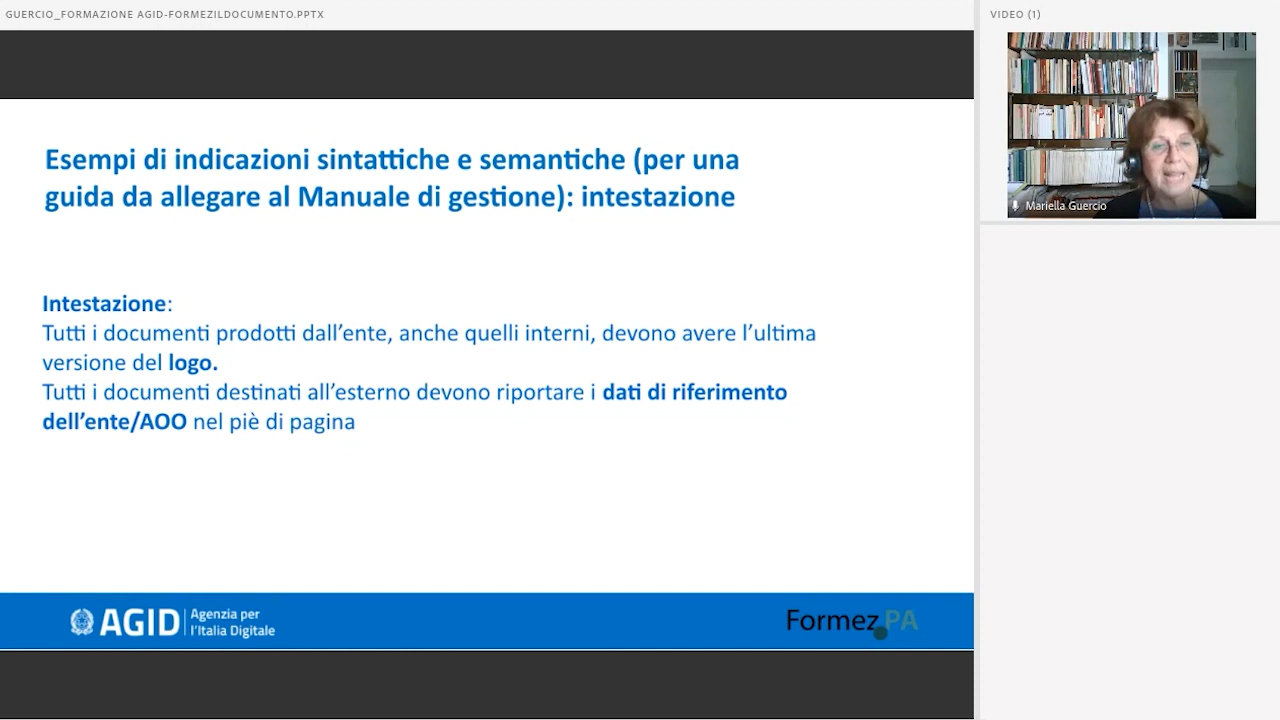 GUERCIO_FORMAZIONE AGID-FORMEZILDOCUMENTO.PPTX
VIDEO (1)
Mariella Guercio
Esempi di indicazioni sintattiche e semantiche (per una
guida da allegare al Manuale di gestione): intestazione
Intestazione:
Tutti i documenti prodotti dall’ente, anche quelli interni, devono avere l’ultima
versione del logo.
Tutti i documenti destinati all’esterno devono riportare i dati di riferimento
dell’ente/AOO nel piè di pagina
AGID
Agenzia per
l’Italia Digitale
Formez PA